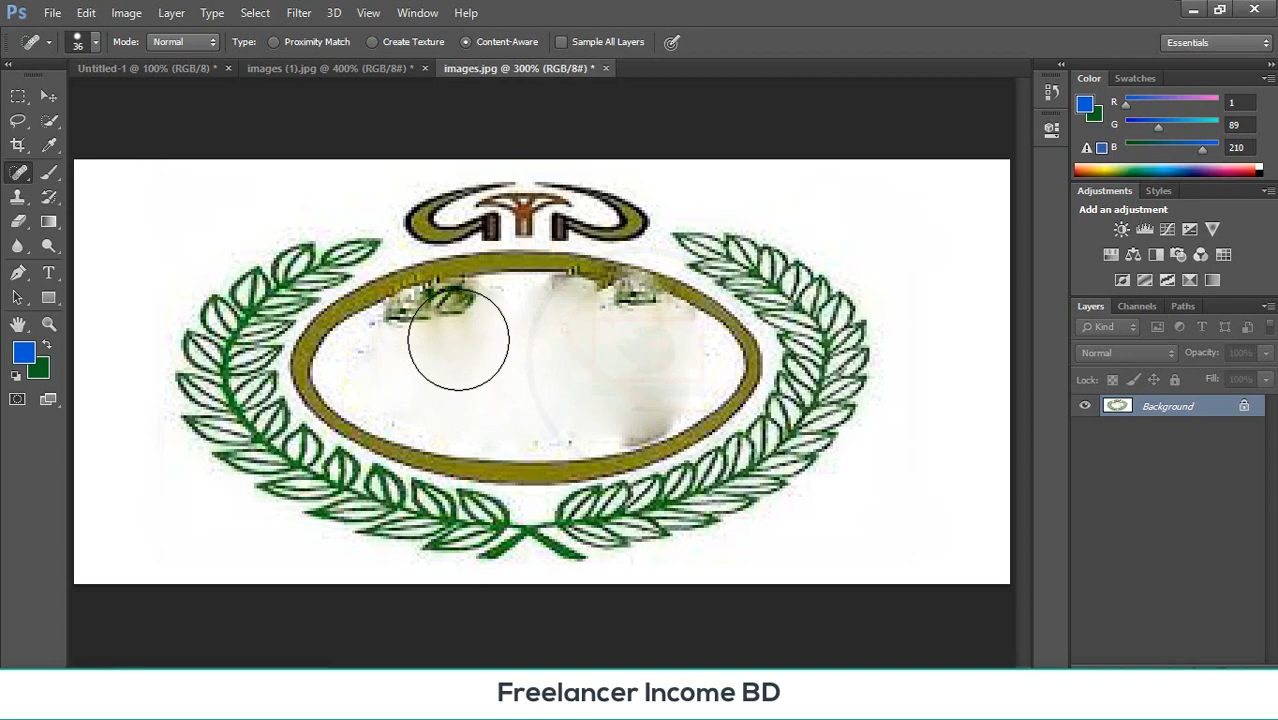 Ps File Edit Image Layer Type Select Filter 3D View Window Help
36 Mode: Normal Type: Proximity Match Create Texture Content-Aware Sample All Layers Essentials
Untitled-1 @ 100% (RGB/8) * × images (1).jpg @ 400% (RGB/8#) * × images.jpg @ 300% (RGB/8#) * ×
Color Swatches
R 1
G 89
B 210
Adjustments Styles
Add an adjustment
Layers Channels Paths
Kind
Normal Opacity: 100%
Lock: Fill: 100%
Background
Freelancer Income BD